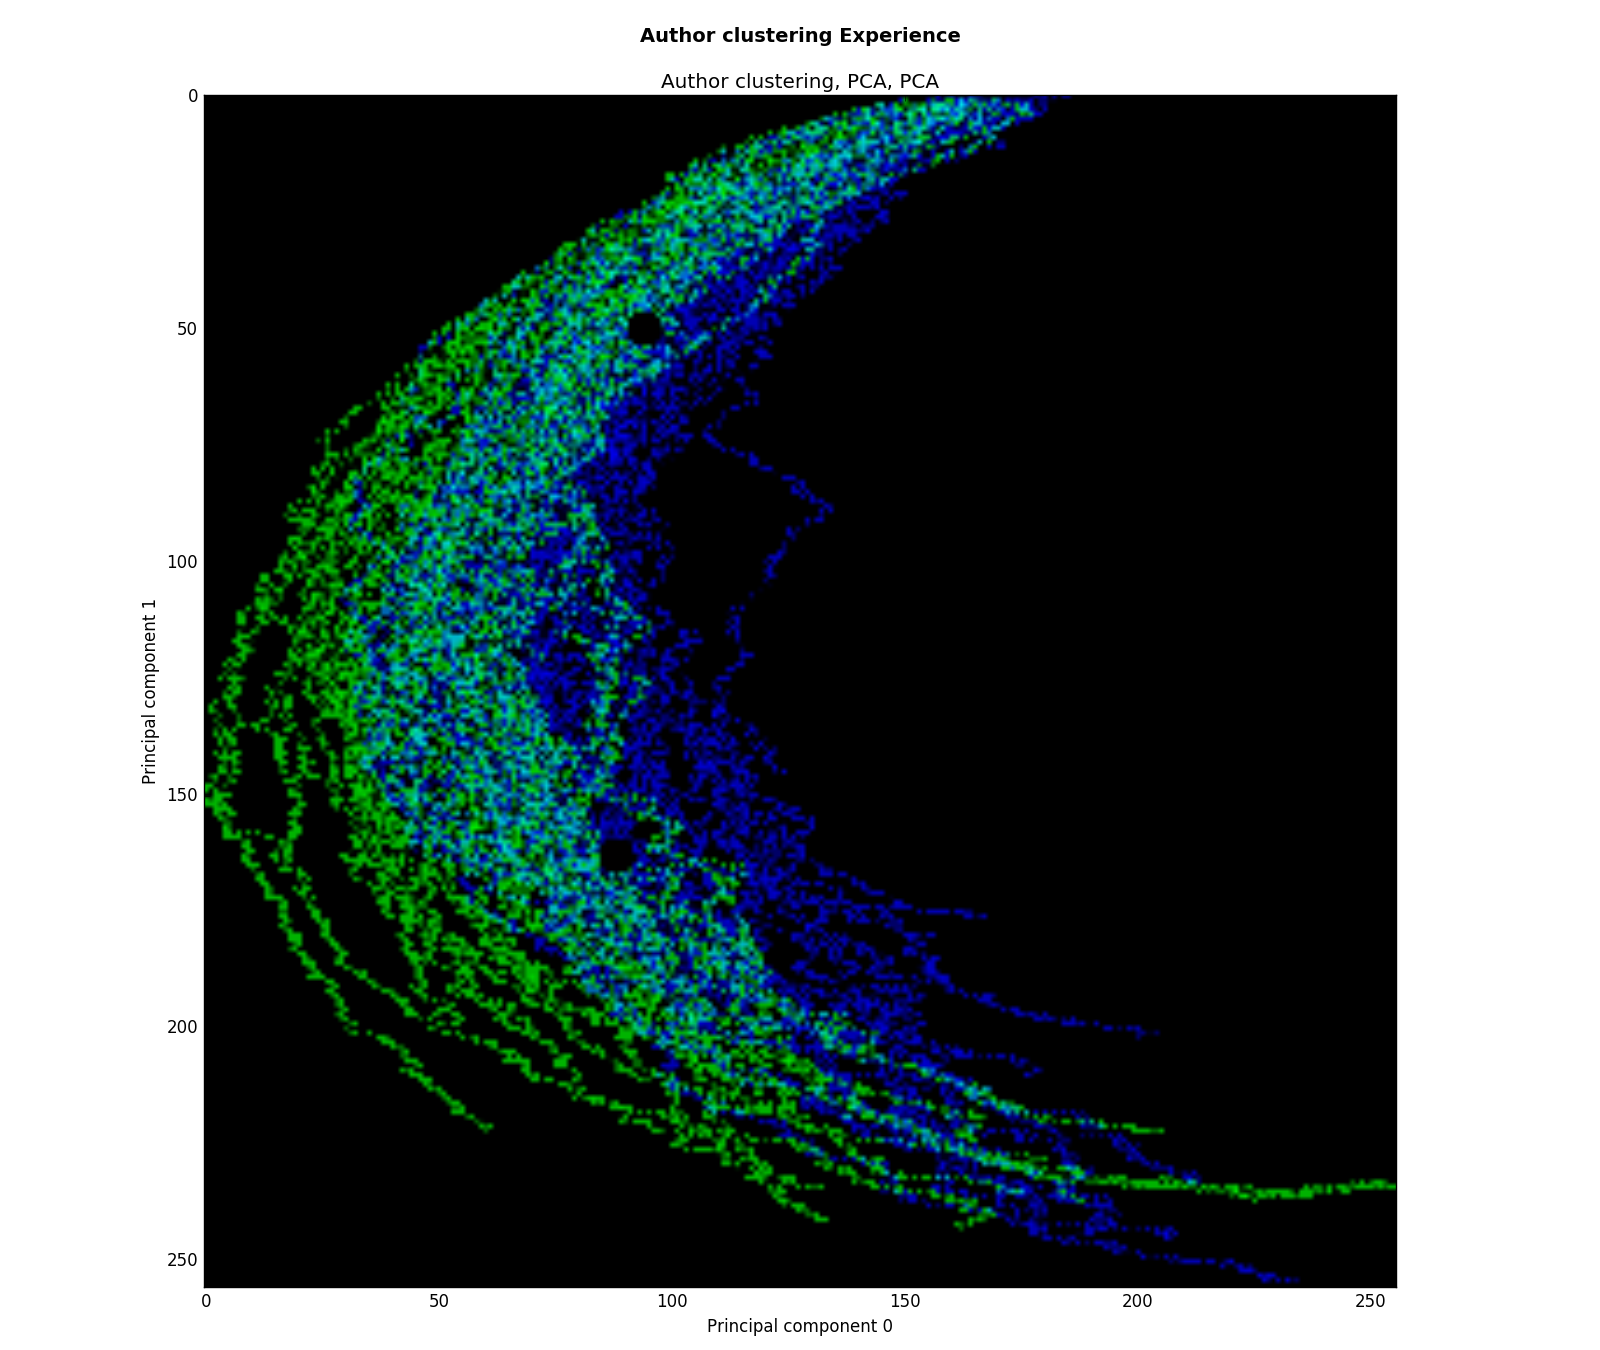 Author clustering Experience
Author clustering, PCA, PCA
0
50
100
150
200
250
Principal component 1
0 50 100 150 200 250
Principal component 0